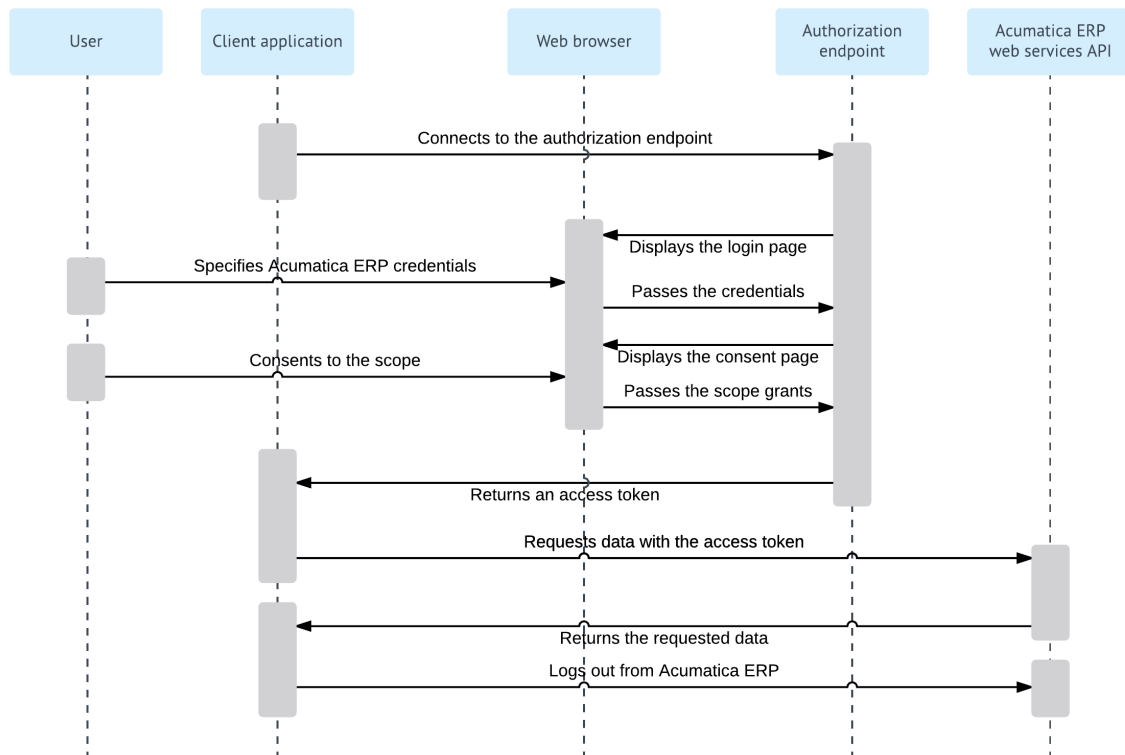 User
Client application
Web browser
Authorization
endpoint
Acumatica ERP
web services API
Connects to the authorization endpoint
Displays the login page
Specifies Acumatica ERP credentials
Passes the credentials
Displays the consent page
Consents to the scope
Passes the scope grants
Returns an access token
Requests data with the access token
Returns the requested data
Logs out from Acumatica ERP